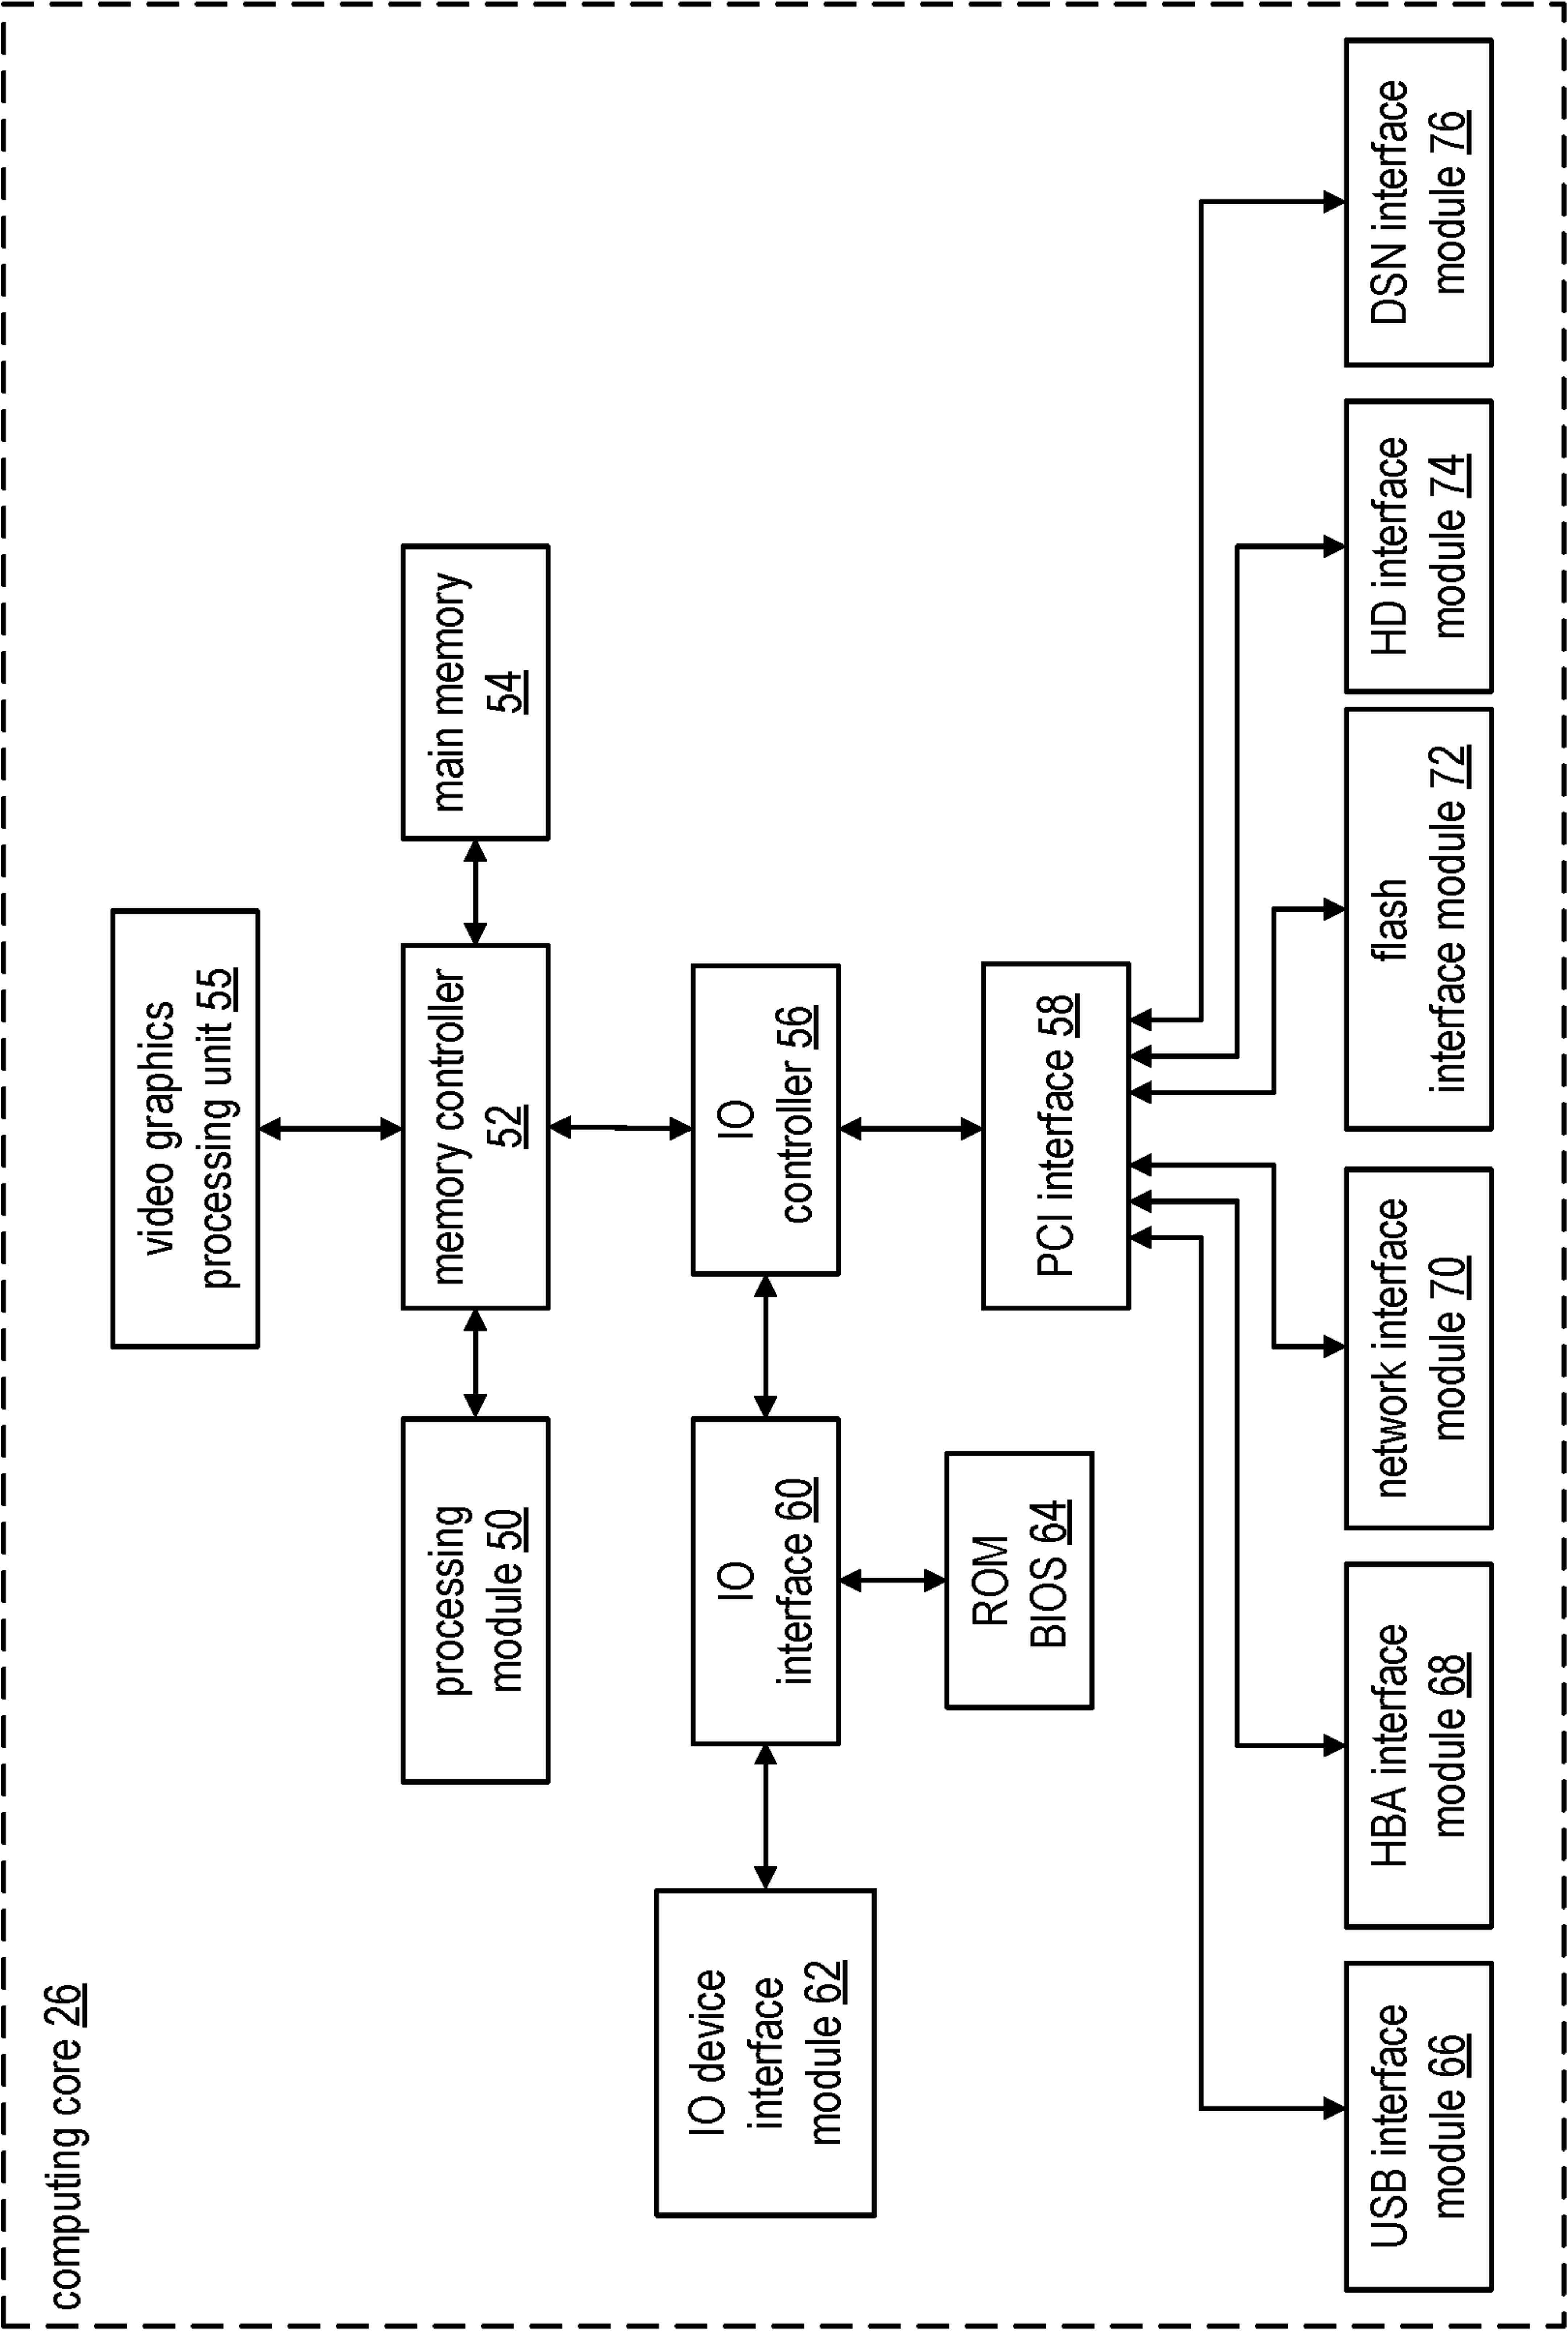 computing core 26
video graphics
processing unit 55
processing
module 50
memory controller
52
main memory
54
IO device
interface
module 62
IO
interface 60
IO
controller 56
ROM
BIOS 64
PCI interface 58
USB interface
module 66
HBA interface
module 68
network interface
module 70
flash
interface module 72
HD interface
module 74
DSN interface
module 76